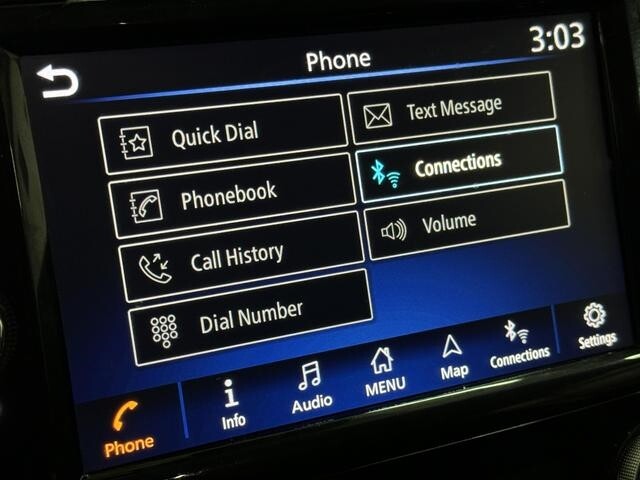 Phone
3:03
Quick Dial
Text Message
Phonebook
Connections
Call History
Volume
Dial Number
Phone
Info
Audio
MENU
Map
Connections
Settings